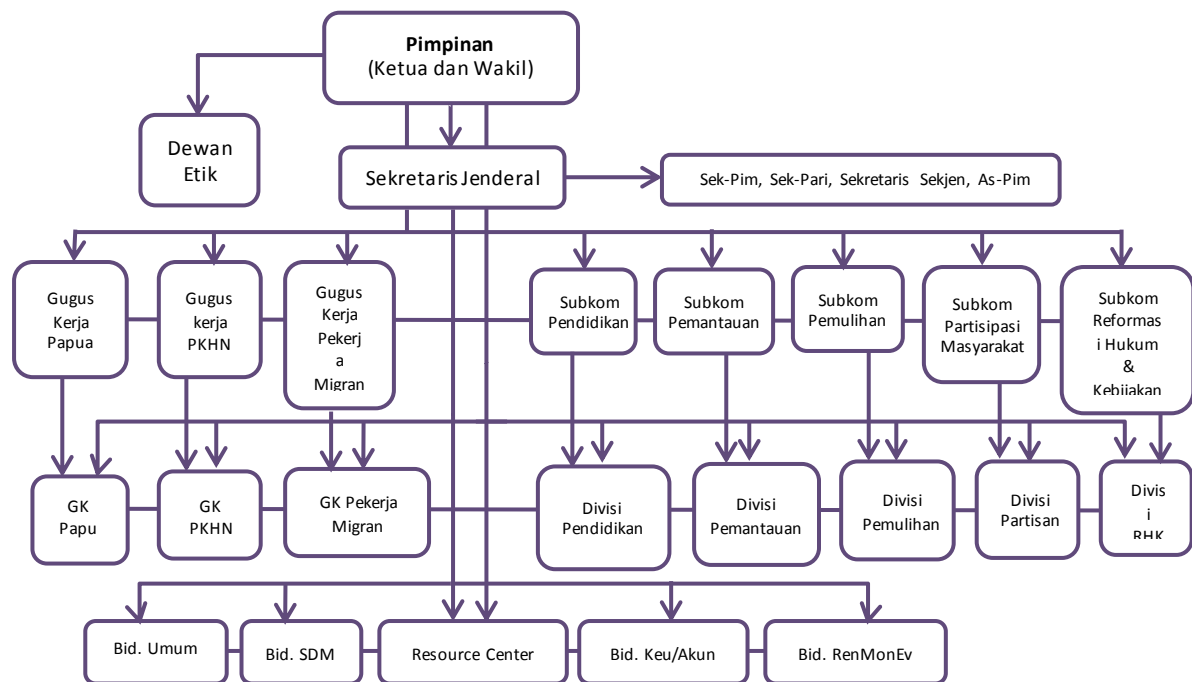 Pimpinan
(Ketua dan Wakil)
Dewan
Etik
Sekretaris Jenderal
Sek-Pim, Sek-Pari, Sekretaris Sekjen, As-Pim
Gugus
Kerja
Papua
Gugus
kerja
PKHN
Gugus
Kerja
Pekerj
a
Migran
Subkom
Pendidikan
Subkom
Pemantauan
Subkom
Pemulihan
Subkom
Partisipasi
Masyarakat
Subkom
Reformas
i Hukum
&
Kebijakan
GK
Papu
GK
PKHN
GK Pekerja
Migran
Divisi
Pendidikan
Divisi
Pemantauan
Divisi
Pemulihan
Divisi
Partisan
Divis
i
RHK
Bid. Umum
Bid. SDM
Resource Center
Bid. Keu/Akun
Bid. RenMonEv